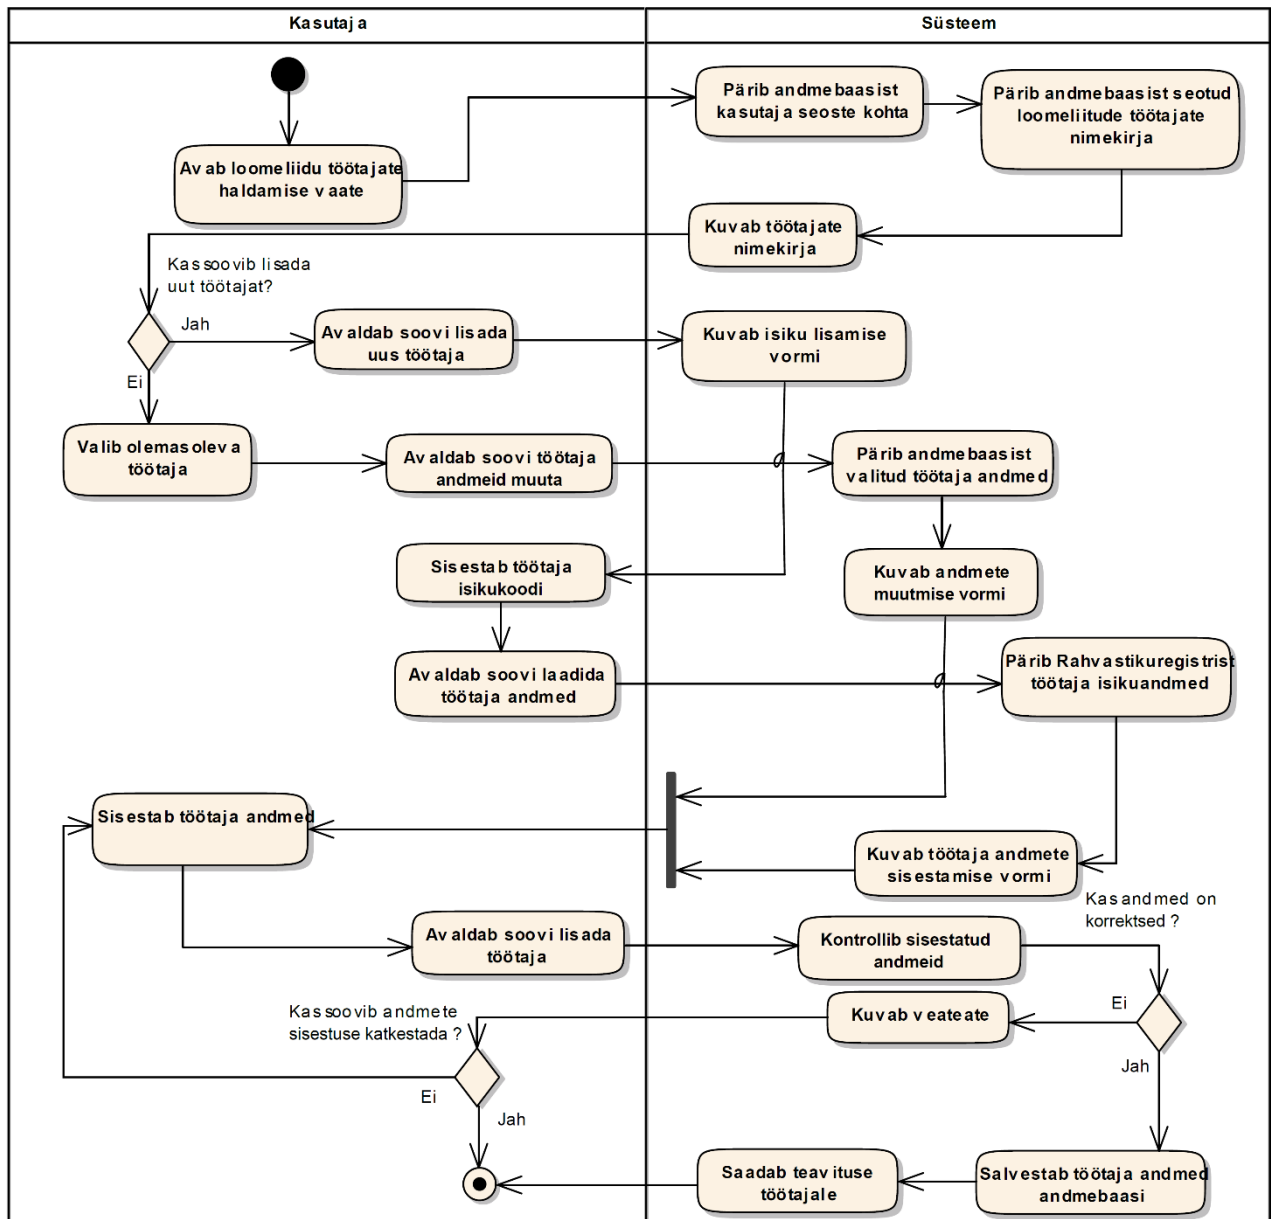 Kasutaja
Süsteem
Pärib andmebaasist
kasutaja seoste kohta
Pärib andmebaasist seotud
loomeliitude töötajate
nimekirja
Avab loomeliidu töötajate
haldamise vaate
Kuvab töötajate
nimekirja
Kas soovib lisada
uut töötajat?
Jah
Avaldab soovi lisada
uus töötaja
Kuvab isiku lisamise
vormi
Ei
Valib olemasoleva
töötaja
Avaldab soovi töötaja
andmeid muuta
Pärib andmebaasist
valitud töötaja andmed
Sisestab töötaja
isikukoodi
Kuvab andmete
muutmise vormi
Avaldab soovi laadida
töötaja andmed
Pärib Rahvastikuregistrist
töötaja isikuandmed
Sisestab töötaja andmed
Kuvab töötaja andmete
sisestamise vormi
Kas andmed on
korrektsed ?
Avaldab soovi lisada
töötaja
Kontrollib sisestatud
andmeid
Kas soovib andmete
sisestuse katkestada ?
Kuvab veateate
Ei
Jah
Ei
Jah
Saadab teavituse
töötajale
Salvestab töötaja andmed
andmebaasi